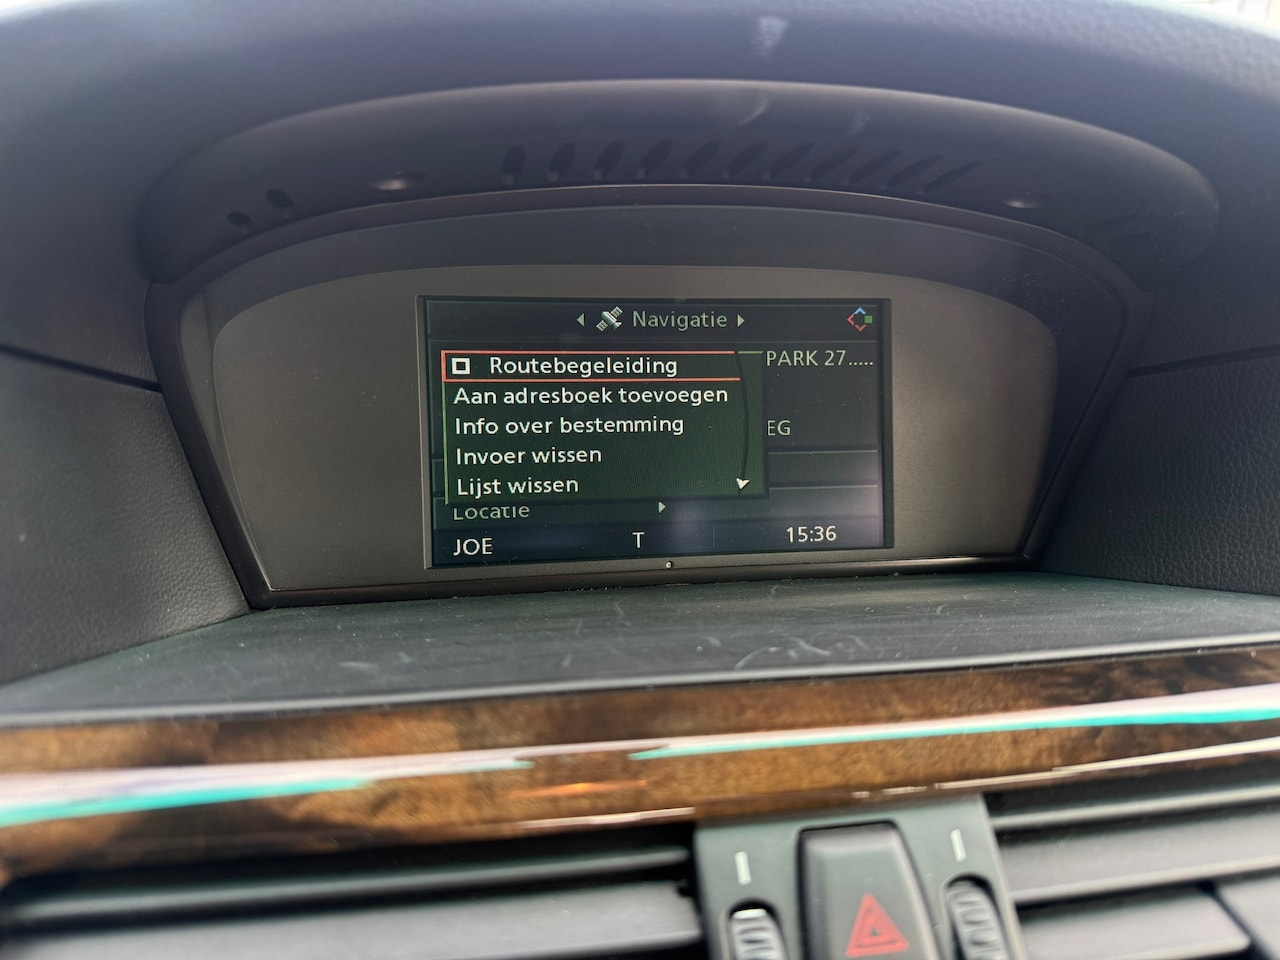 Navigatie
Routebegeleiding
PARK 27.....
Aan adresboek toevoegen
Info over bestemming
EG
Invoer wissen
Lijst wissen
Locatie
JOE T 15:36